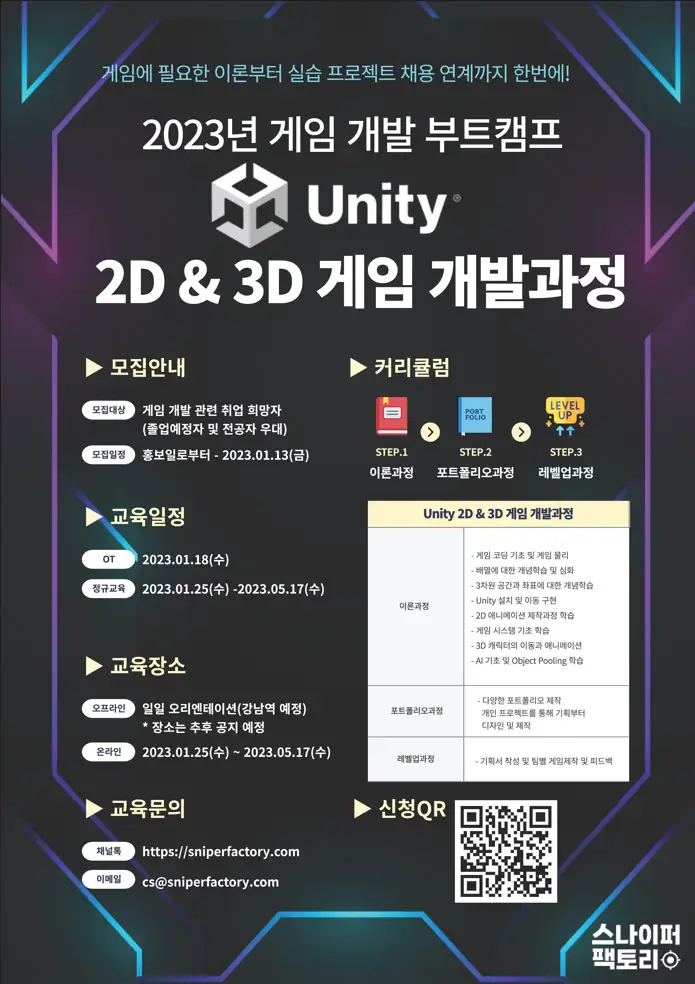 게임에 필요한 이론부터 실습 프로젝트 채용 연계까지 한번에!
2023년 게임 개발 부트캠프
Unity®
2D & 3D 게임 개발과정
▶ 모집안내
모집대상 게임 개발 관련 취업 희망자
(졸업예정자 및 전공자 우대)
모집일정 홍보일로부터 - 2023.01.13(금)
▶ 교육일정
OT 2023.01.18(수)
정규교육 2023.01.25(수) -2023.05.17(수)
▶ 교육장소
오프라인 일일 오리엔테이션(강남역 예정)
* 장소는 추후 공지 예정
온라인 2023.01.25(수) ~ 2023.05.17(수)
▶ 교육문의
채널톡 https://sniperfactory.com
이메일 cs@sniperfactory.com
▶ 커리큘럼
PORT
FOLIO
LEVEL
UP
STEP.1 STEP.2 STEP.3
이론과정 포트폴리오과정 레벨업과정
Unity 2D & 3D 게임 개발과정
이론과정
- 게임 코딩 기초 및 게임 물리
- 배열에 대한 개념학습 및 심화
- 3차원 공간과 좌표에 대한 개념학습
- Unity 설치 및 이동 구현
- 2D 애니메이션 제작과정 학습
- 게임 시스템 기초 학습
- 3D 캐릭터의 이동과 애니메이션
- AI 기초 및 Object Pooling 학습
포트폴리오과정
- 다양한 포트폴리오 제작
개인 프로젝트를 통해 기획부터
디자인 및 제작
레벨업과정
- 기획서 작성 및 팀별 게임제작 및 피드백
▶ 신청QR
스나이퍼
팩토리